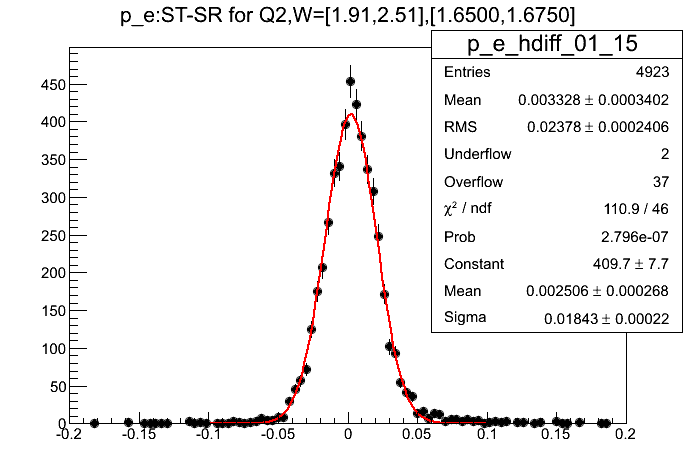 p_e:ST-SR for Q2,W=[1.91,2.51],[1.6500,1.6750]
p_e_hdiff_01_15
Entries 4923
Mean 0.003328 ± 0.0003402
RMS 0.02378 ± 0.0002406
Underflow 2
Overflow 37
χ² / ndf 110.9 / 46
Prob 2.796e-07
Constant 409.7 ± 7.7
Mean 0.002506 ± 0.000268
Sigma 0.01843 ± 0.00022
450
400
350
300
250
200
150
100
50
0
-0.2 -0.15 -0.1 -0.05 0 0.05 0.1 0.15 0.2